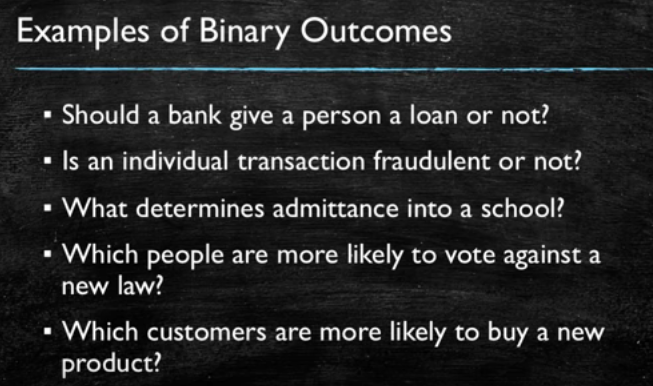 Examples of Binary Outcomes
▪ Should a bank give a person a loan or not?
▪ Is an individual transaction fraudulent or not?
▪ What determines admittance into a school?
▪ Which people are more likely to vote against a
new law?
▪ Which customers are more likely to buy a new
product?